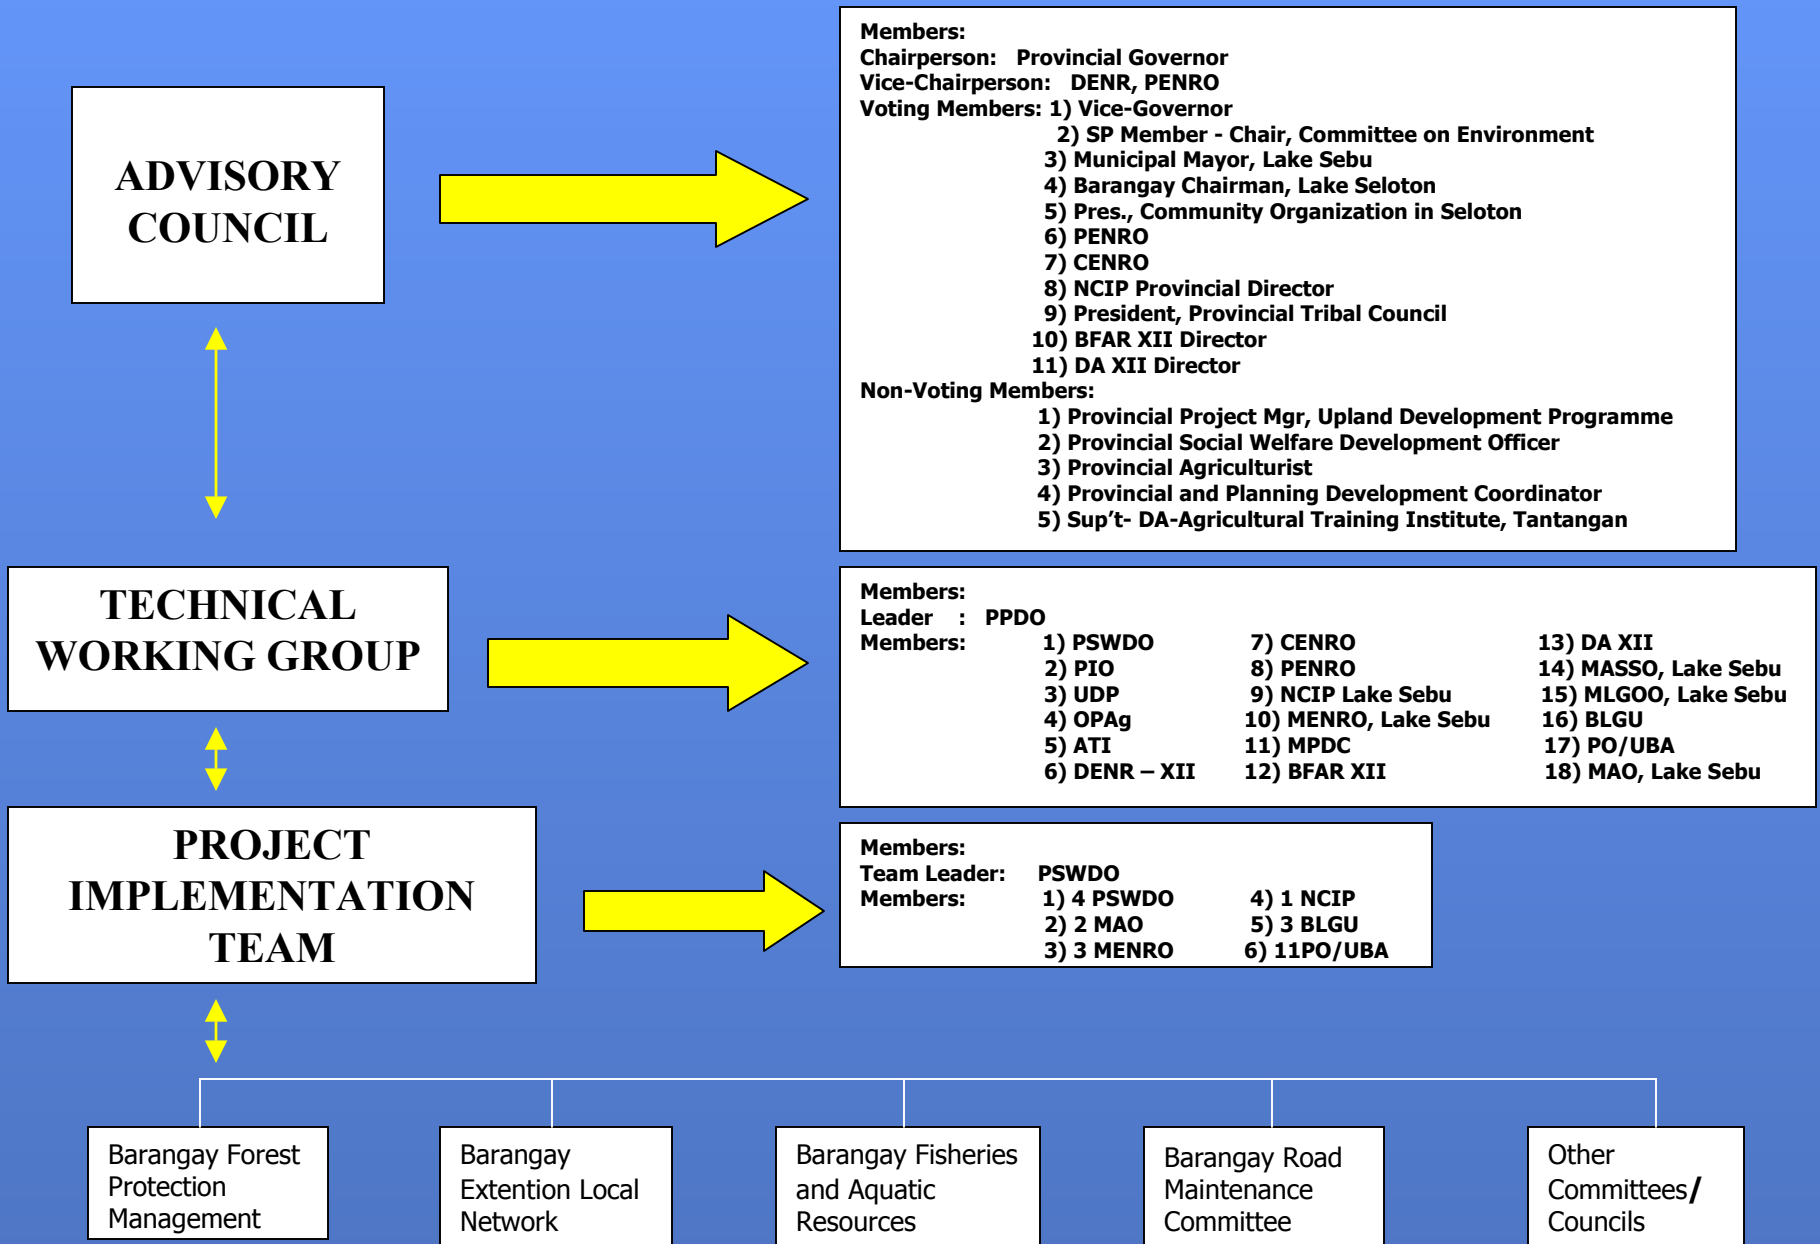 ADVISORY
COUNCIL
Members:
Chairperson: Provincial Governor
Vice-Chairperson: DENR, PENRO
Voting Members: 1) Vice-Governor
2) SP Member - Chair, Committee on Environment
3) Municipal Mayor, Lake Sebu
4) Barangay Chairman, Lake Seloton
5) Pres., Community Organization in Seloton
6) PENRO
7) CENRO
8) NCIP Provincial Director
9) President, Provincial Tribal Council
10) BFAR XII Director
11) DA XII Director
Non-Voting Members:
1) Provincial Project Mgr, Upland Development Programme
2) Provincial Social Welfare Development Officer
3) Provincial Agriculturist
4) Provincial and Planning Development Coordinator
5) Sup’t- DA-Agricultural Training Institute, Tantangan
TECHNICAL
WORKING GROUP
Members:
Leader : PPDO
Members: 1) PSWDO 7) CENRO 13) DA XII
2) PIO 8) PENRO 14) MASSO, Lake Sebu
3) UDP 9) NCIP Lake Sebu 15) MLGOO, Lake Sebu
4) OPAg 10) MENRO, Lake Sebu 16) BLGU
5) ATI 11) MPDC 17) PO/UBA
6) DENR – XII 12) BFAR XII 18) MAO, Lake Sebu
PROJECT
IMPLEMENTATION
TEAM
Members:
Team Leader: PSWDO
Members: 1) 4 PSWDO 4) 1 NCIP
2) 2 MAO 5) 3 BLGU
3) 3 MENRO 6) 11PO/UBA
Barangay Forest
Protection
Management
Barangay
Extention Local
Network
Barangay Fisheries
and Aquatic
Resources
Barangay Road
Maintenance
Committee
Other
Committees/
Councils